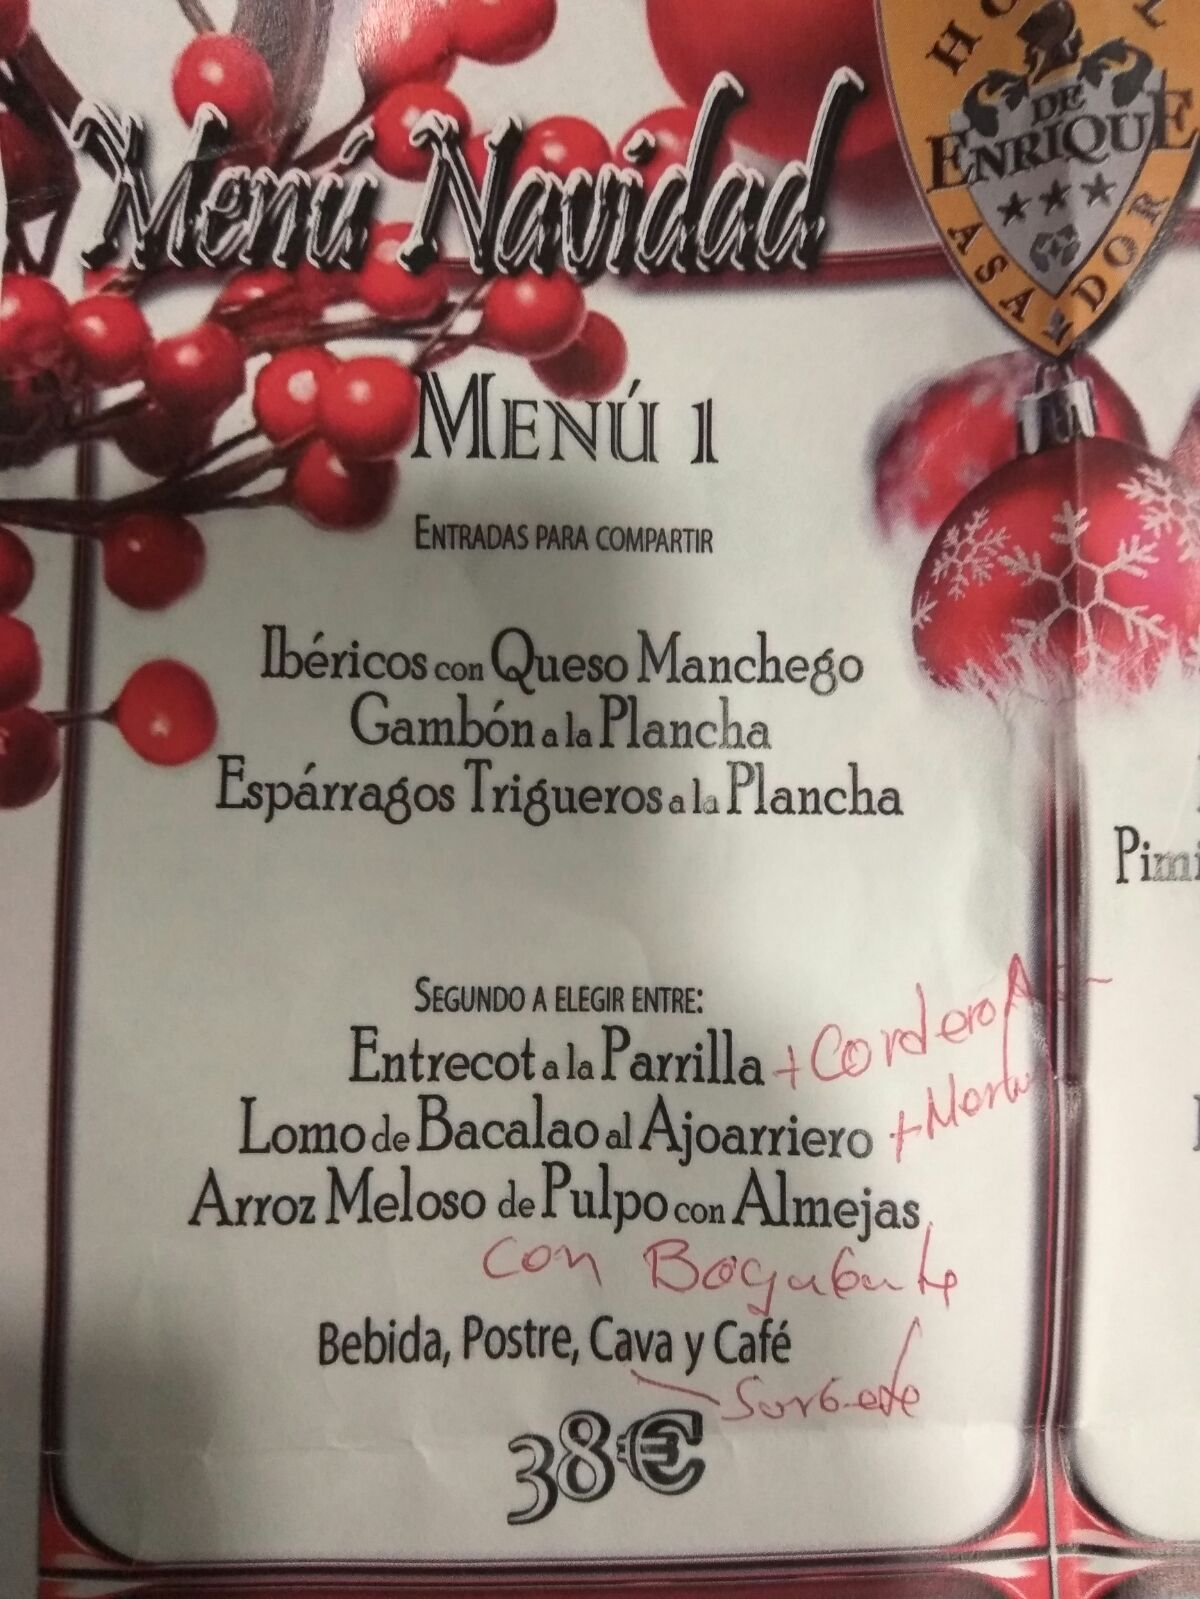 Menú Navidad
DE
ENRIQUE
ASADOR
MENÚ 1
ENTRADAS PARA COMPARTIR
Ibéricos con Queso Manchego
Gambón a la Plancha
Espárragos Trigueros a la Plancha
SEGUNDO A ELEGIR ENTRE:
Entrecot a la Parrilla + Cordero
Lomo de Bacalao al Ajoarriero +
Arroz Meloso de Pulpo con Almejas
con Bogabante
Bebida, Postre, Cava y Café
Sorbete
38€